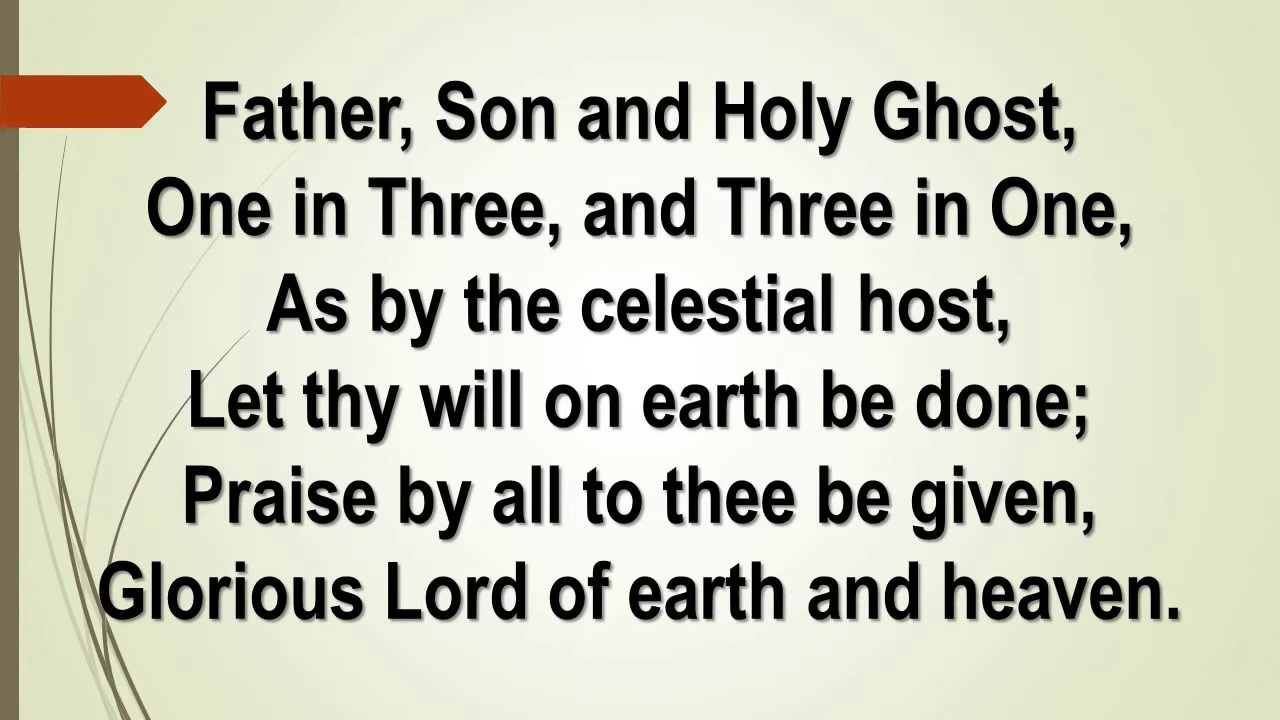 Father, Son and Holy Ghost,
One in Three, and Three in One,
As by the celestial host,
Let thy will on earth be done;
Praise by all to thee be given,
Glorious Lord of earth and heaven.